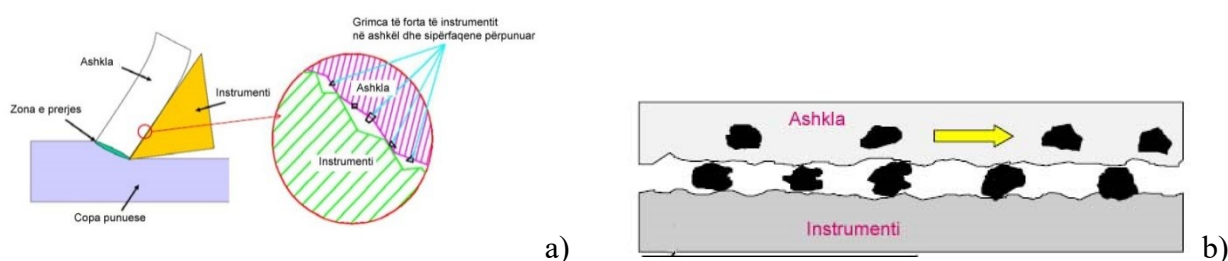 Grimca të forta të instrumentit
në ashkël dhe sipërfaqene përpunuar
Ashkla
Ashkla
Instrumenti
Zona e prerjes
Instrumenti
Copa punuese
a)
Ashkla
Instrumenti
b)